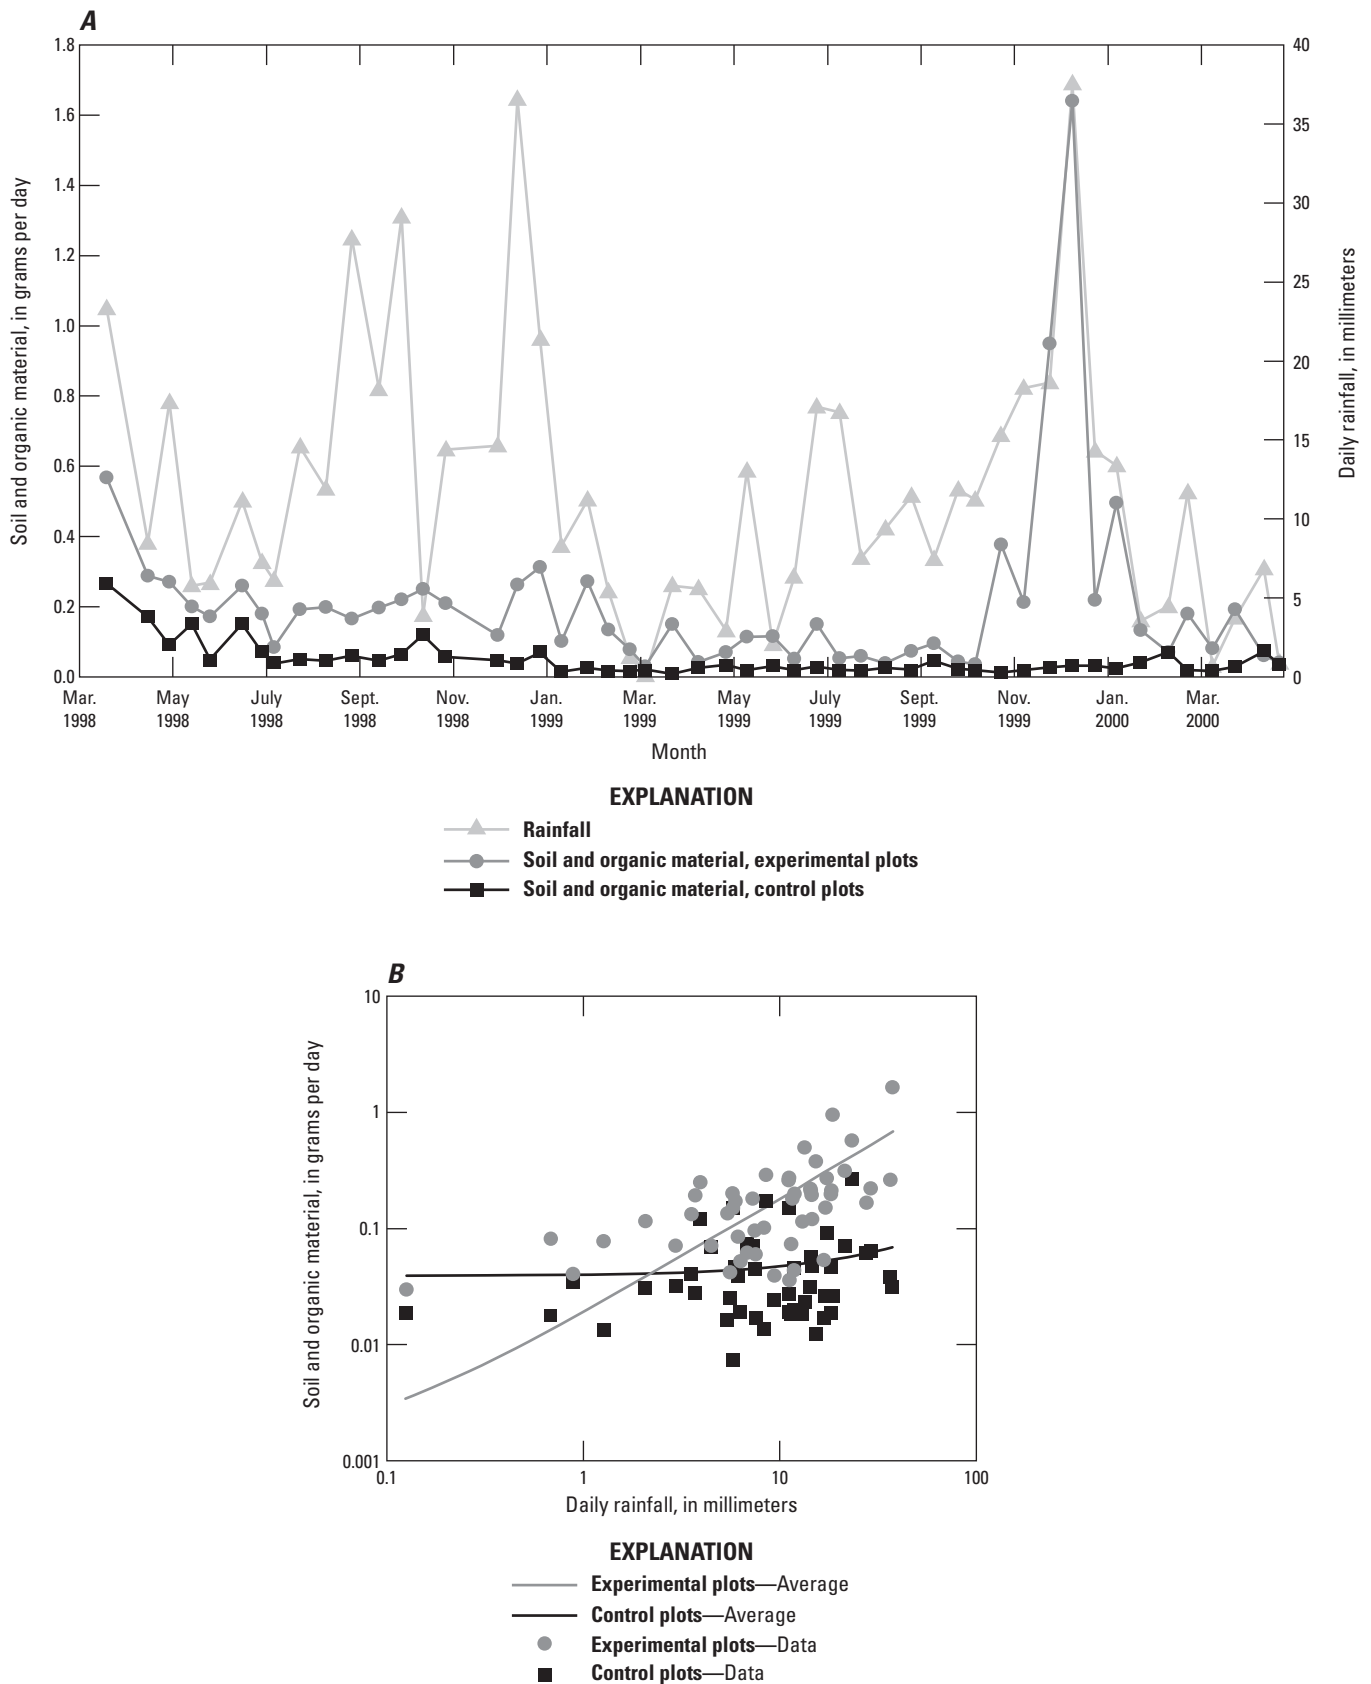 A
1.8
1.6
1.4
1.2
1.0
0.8
0.6
0.4
0.2
0.0
Soil and organic material, in grams per day
40
35
30
25
20
15
10
5
0
Daily rainfall, in millimeters
Mar. 1998
May 1998
July 1998
Sept. 1998
Nov. 1998
Jan. 1999
Mar. 1999
May 1999
July 1999
Sept. 1999
Nov. 1999
Jan. 2000
Mar. 2000
Month
EXPLANATION
Rainfall
Soil and organic material, experimental plots
Soil and organic material, control plots
B
10
1
0.1
0.01
0.001
Soil and organic material, in grams per day
0.1
1
10
100
Daily rainfall, in millimeters
EXPLANATION
Experimental plots—Average
Control plots—Average
Experimental plots—Data
Control plots—Data